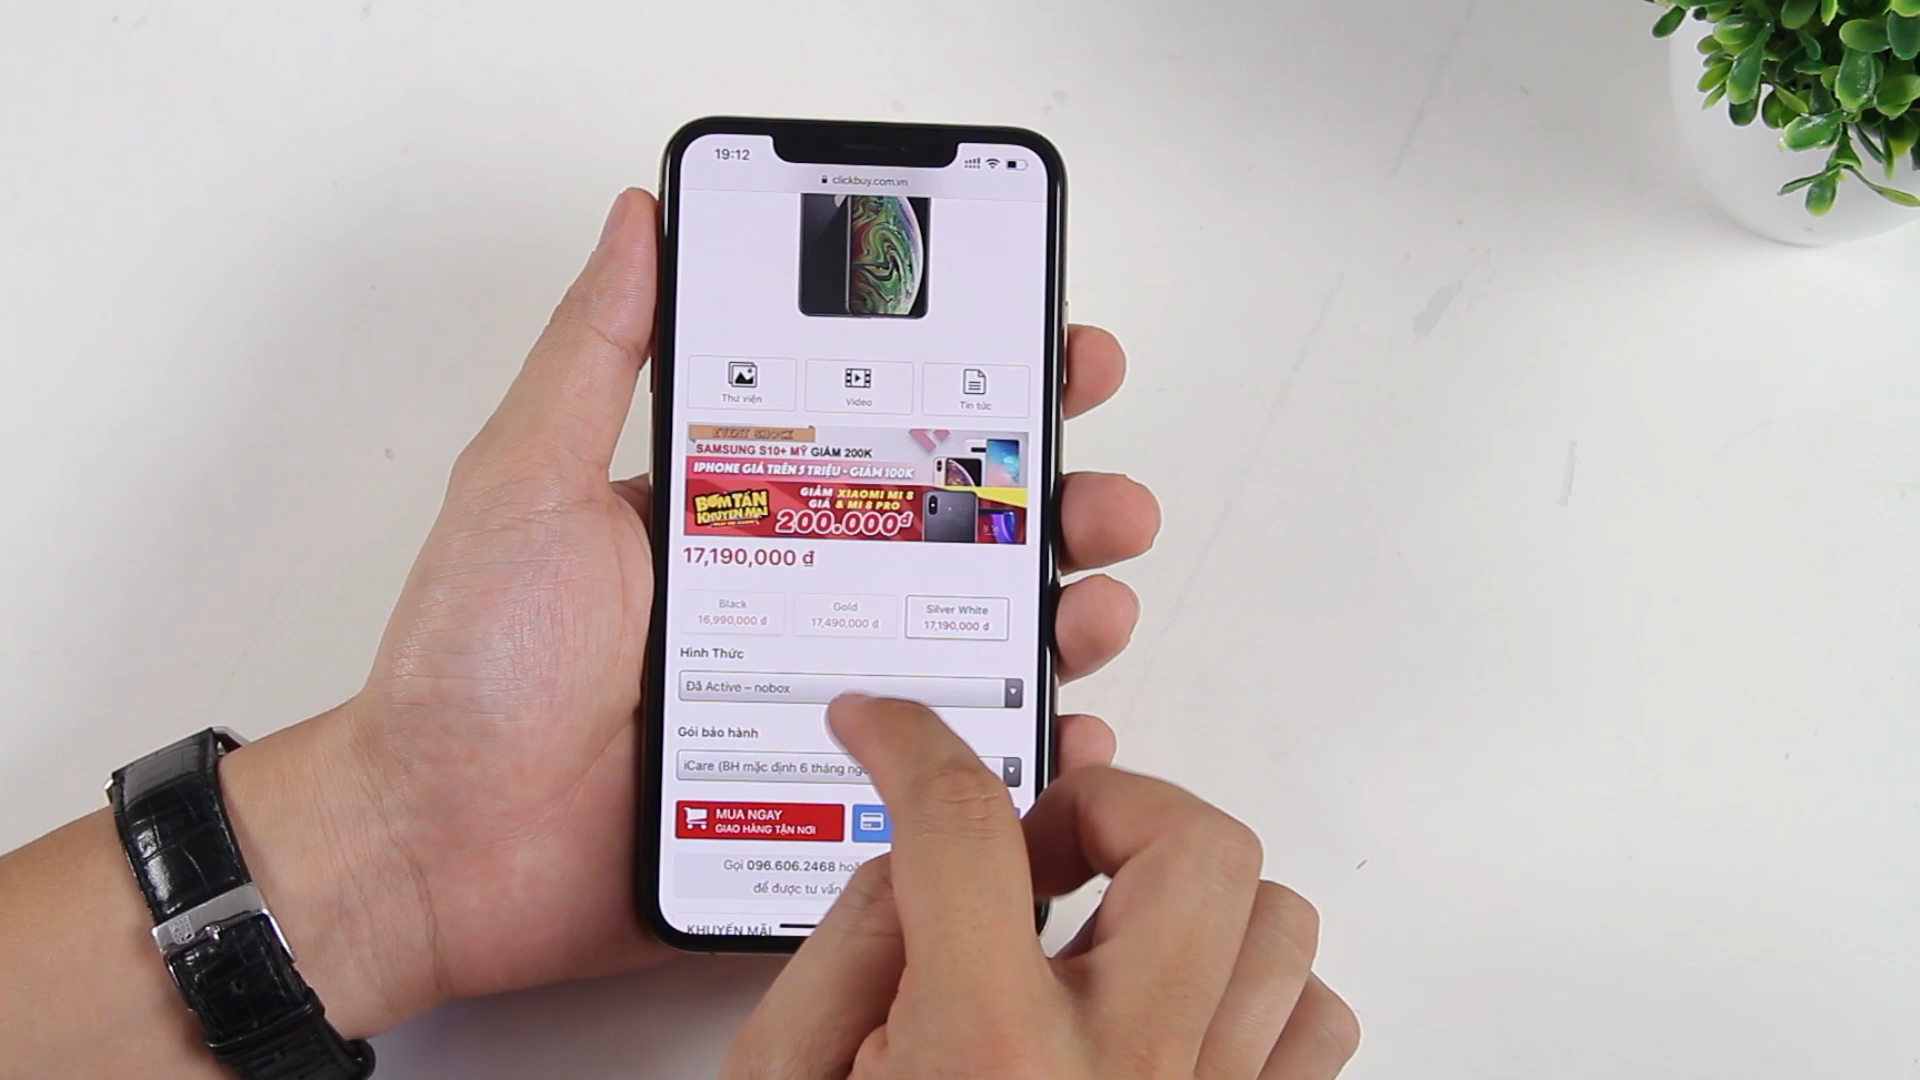 19:12
clickbuy.com.vn
Thư viện
Video
Tin tức
EVENT SHOCK
SAMSUNG S10+ MỸ GIẢM 200K
IPHONE GIÁ TRÊN 5 TRIỆU - GIẢM 100K
BOM TẤN
KHUYẾN MẠI
GIẢM XIAOMI MI 8
GIÁ & MI 8 PRO
200.000đ
17,190,000 ₫
Black
16,990,000 ₫
Gold
17,490,000 ₫
Silver White
17,190,000 ₫
Hình Thức
Đã Active – nobox
Gói bảo hành
iCare (BH mặc định 6 tháng
MUA NGAY
GIAO HÀNG TẬN NƠI
Gọi 096.606.2468
để được tư vấn
KHUYẾN MÃI